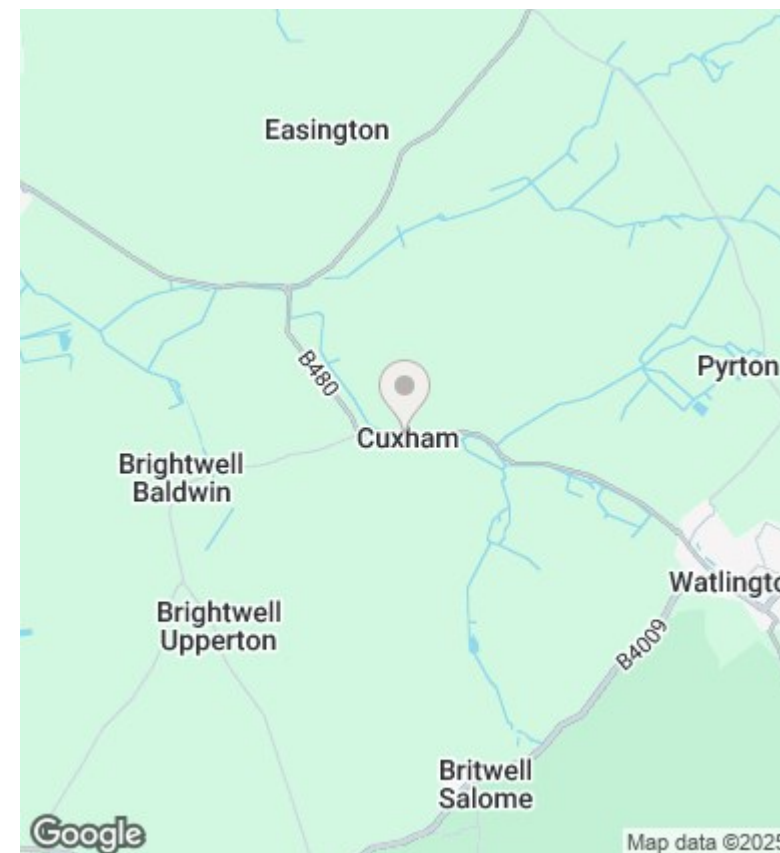 Easington
B480
Pyrton
Cuxham
Brightwell
Baldwin
Watlingto
Brightwell
Upperton
B4009
Britwell
Salome
Google
Map data ©2025